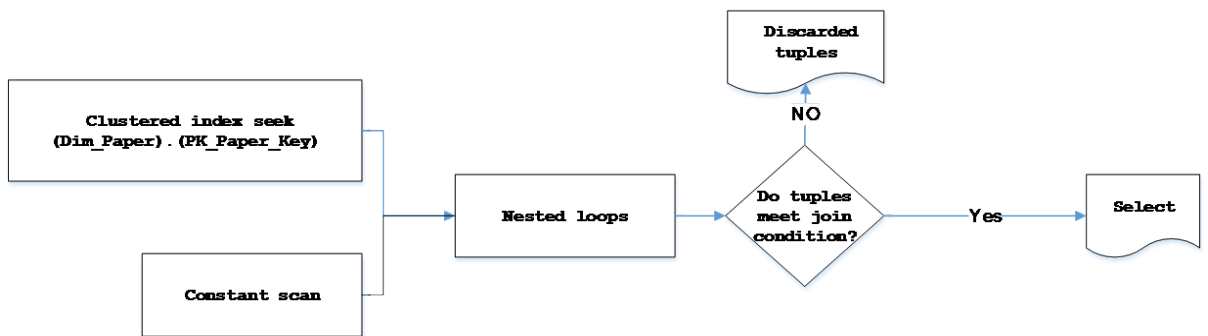 Discarded
tuples
NO
Clustered index seek
(Dim_Paper).(PK_Paper_Key)
Nested loops
Do tuples
meet join
condition?
Yes
Select
Constant scan